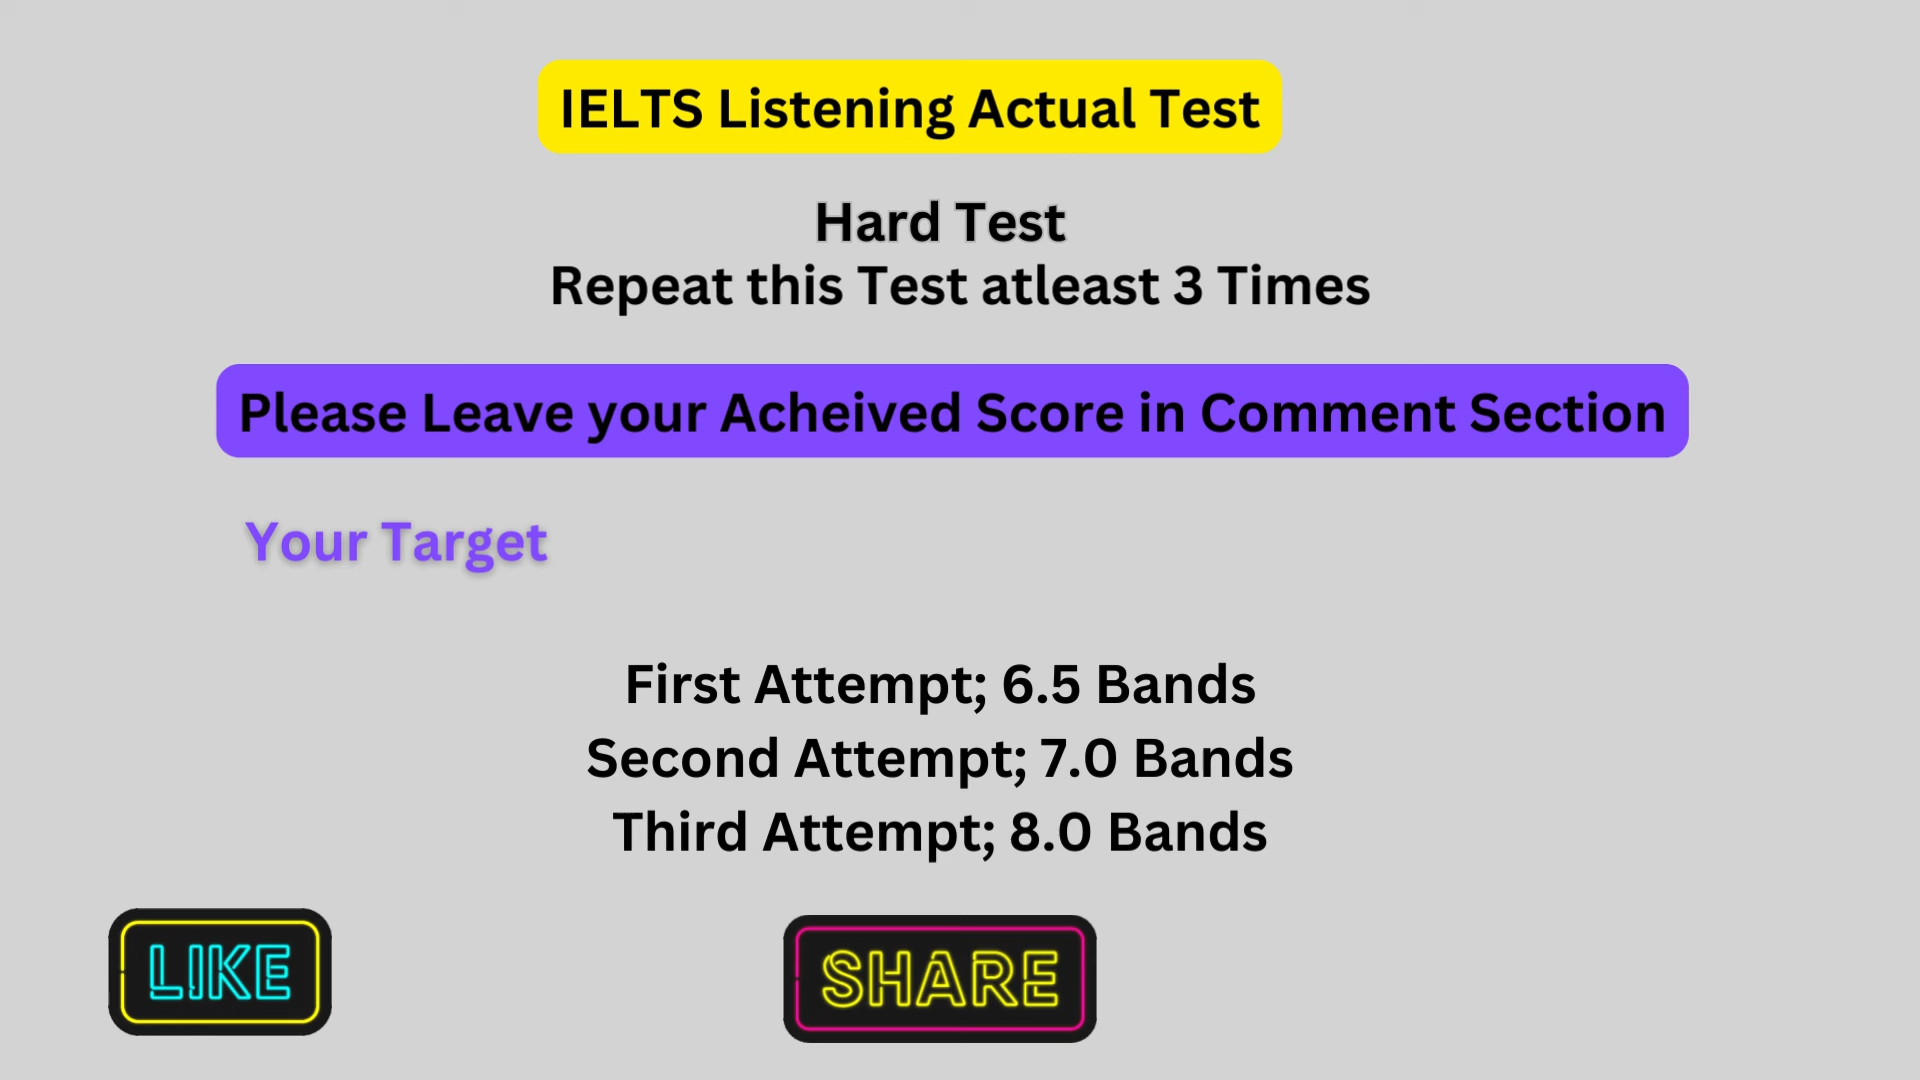 IELTS Listening Actual Test
Hard Test
Repeat this Test atleast 3 Times
Please Leave your Acheived Score in Comment Section
Your Target
First Attempt; 6.5 Bands
Second Attempt; 7.0 Bands
Third Attempt; 8.0 Bands
LIKE
SHARE